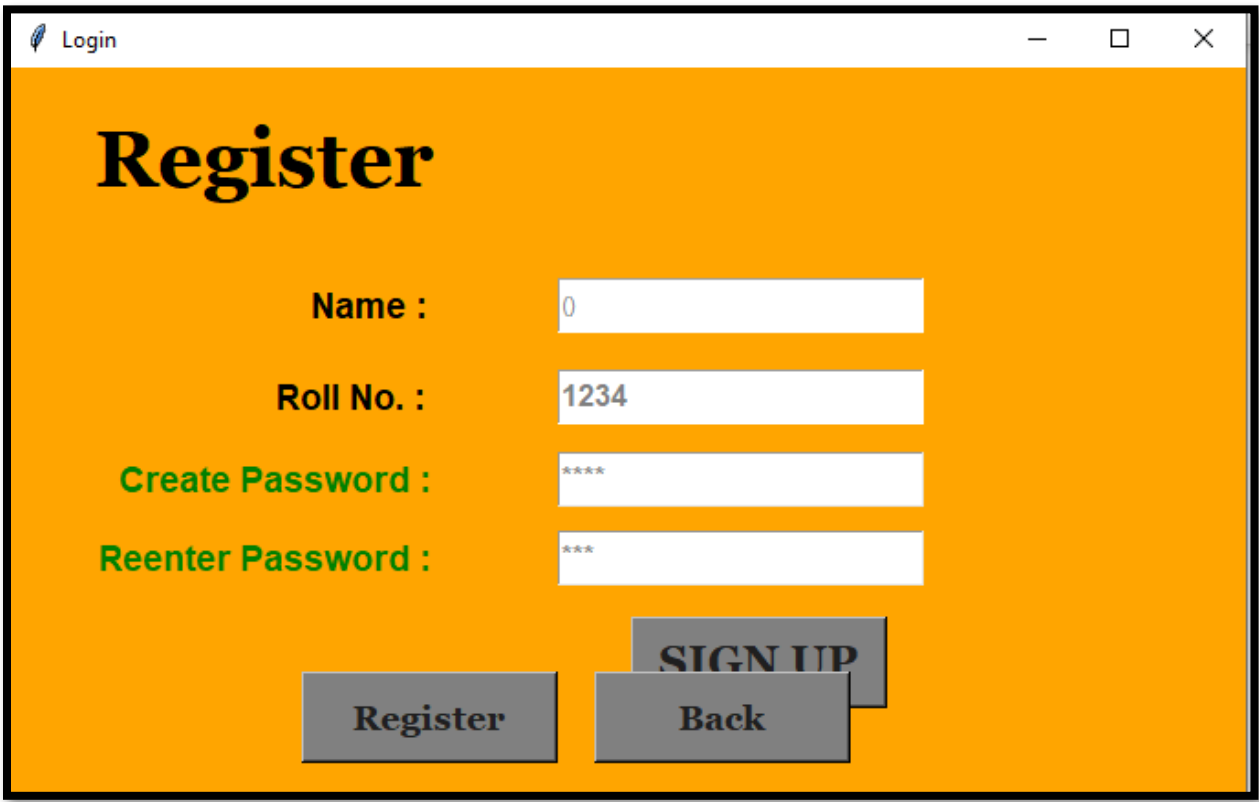 Login
Register
Name : 0
Roll No. : 1234
Create Password : ****
Reenter Password : ***
SIGN UP
Register Back